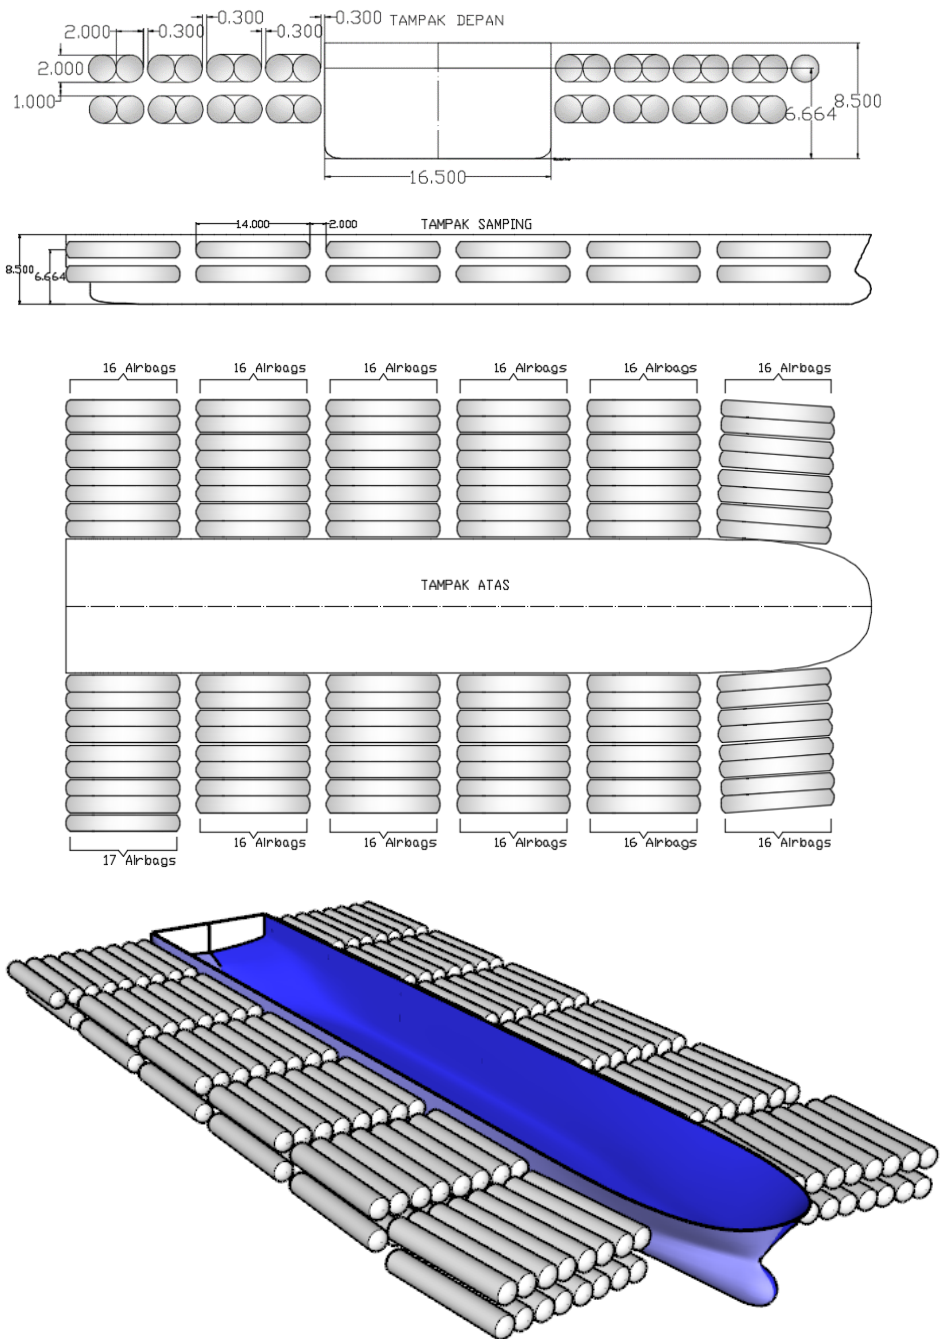 0.300
0.300
TAMPAK DEPAN
2.000
0.300
0.300
2.000
1.000
8.500
6.664
16.500
14.000
2.000
TAMPAK SAMPING
8.500
6.664
16 Airbags
16 Airbags
16 Airbags
16 Airbags
16 Airbags
16 Airbags
TAMPAK ATAS
16 Airbags
16 Airbags
16 Airbags
16 Airbags
16 Airbags
17 Airbags